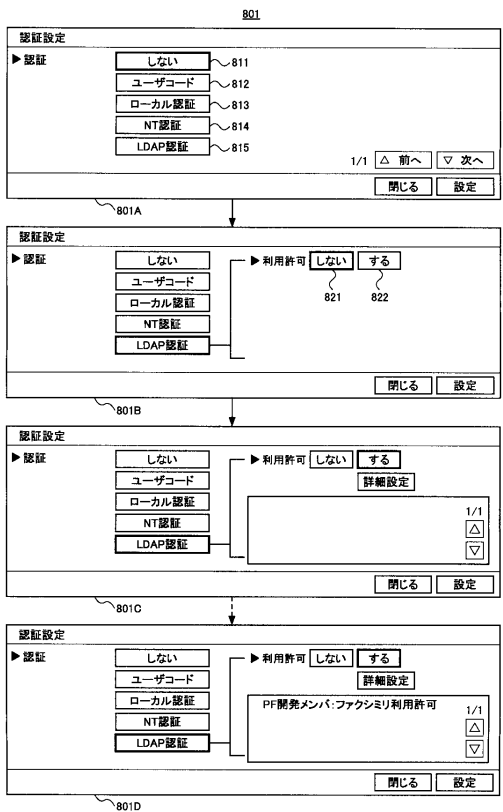 801
認証設定
▶認証
しない 811
ユーザコード 812
ローカル認証 813
NT認証 814
LDAP認証 815
1/1 △ 前へ ▽ 次へ
閉じる 設定
801A
認証設定
▶認証 しない ▶利用許可 しない する
ユーザコード 821 822
ローカル認証
NT認証
LDAP認証
閉じる 設定
801B
認証設定
▶認証 しない ▶利用許可 しない する
ユーザコード 詳細設定
ローカル認証
NT認証 1/1
LDAP認証 △
▽
閉じる 設定
801C
認証設定
▶認証 しない ▶利用許可 しない する
ユーザコード 詳細設定
ローカル認証 PF開発メンバ:ファクシミリ利用許可
NT認証 1/1
LDAP認証 △
▽
閉じる 設定
801D